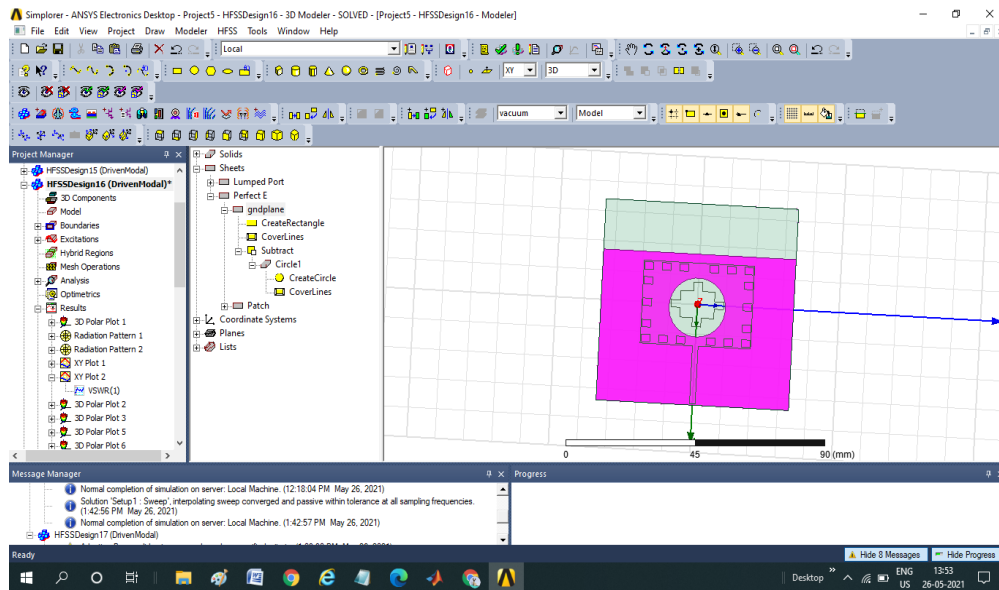 Simplorer - ANSYS Electronics Desktop - Project5 - HFSSDesign16 - 3D Modeler - SOLVED - [Project5 - HFSSDesign16 - Modeler]
File Edit View Project Draw Modeler HFSS Tools Window Help
Local
XY 3D
vacuum Model
Project Manager
HFSSDesign15 (DrivenModal)
HFSSDesign16 (DrivenModal)*
3D Components
Model
Boundaries
Excitations
Hybrid Regions
Mesh Operations
Analysis
Optimetrics
Results
3D Polar Plot 1
Radiation Pattern 1
Radiation Pattern 2
XY Plot 1
XY Plot 2
VSWR(1)
3D Polar Plot 2
3D Polar Plot 3
3D Polar Plot 5
3D Polar Plot 6
Solids
Sheets
Lumped Port
Perfect E
gndplane
CreateRectangle
CoverLines
Subtract
Circle1
CreateCircle
CoverLines
Patch
Coordinate Systems
Planes
Lists
0 45 90 (mm)
Message Manager
Normal completion of simulation on server: Local Machine. (12:18:04 PM May 26, 2021)
Solution 'Setup1 : Sweep', interpolating sweep converged and passive within tolerance at all sampling frequencies.
(1:42:56 PM May 26, 2021)
Normal completion of simulation on server: Local Machine. (1:42:57 PM May 26, 2021)
HFSSDesign17 (DrivenModal)
Progress
Ready
Hide 8 Messages Hide Progress
Desktop
ENG
US
13:53
26-05-2021